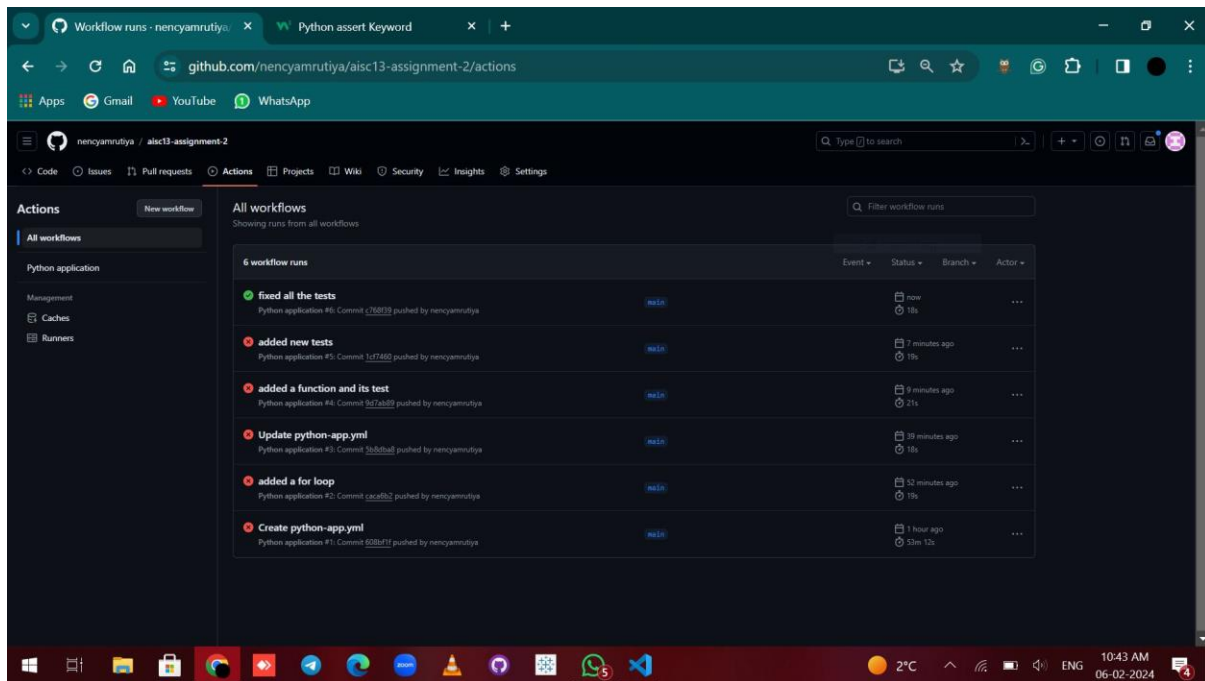 Workflow runs · nencyamrutiya/
Python assert Keyword
github.com/nencyamrutiya/aisc13-assignment-2/actions
Apps Gmail YouTube WhatsApp
nencyamrutiya / aisc13-assignment-2
Type / to search
Code Issues Pull requests Actions Projects Wiki Security Insights Settings
Actions
New workflow
All workflows
Python application
Management
Caches
Runners
All workflows
Showing runs from all workflows
Filter workflow runs
6 workflow runs
Event Status Branch Actor
fixed all the tests
Python application #6: Commit c768f39 pushed by nencyamrutiya
main
now
18s
added new tests
Python application #5: Commit 1cf7460 pushed by nencyamrutiya
main
7 minutes ago
19s
added a function and its test
Python application #4: Commit 9d7ab89 pushed by nencyamrutiya
main
9 minutes ago
21s
Update python-app.yml
Python application #3: Commit 5b8dba8 pushed by nencyamrutiya
main
39 minutes ago
18s
added a for loop
Python application #2: Commit caca6b2 pushed by nencyamrutiya
main
52 minutes ago
19s
Create python-app.yml
Python application #1: Commit 608bf1f pushed by nencyamrutiya
main
1 hour ago
53m 12s
zoom
5
2°C
ENG
10:43 AM
06-02-2024
4